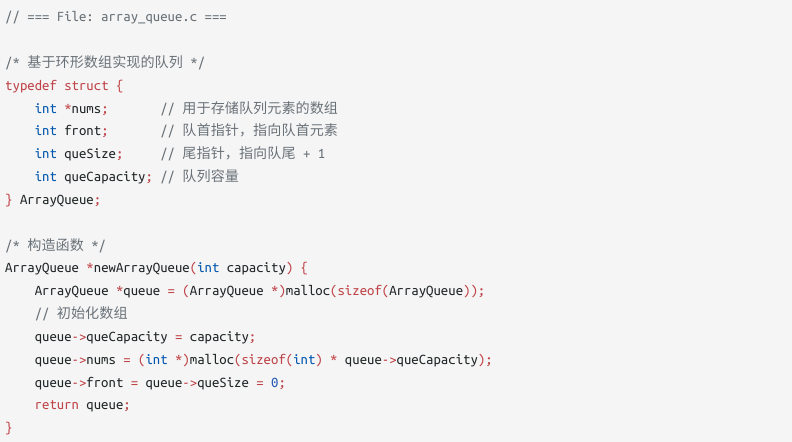 // === File: array_queue.c ===
/* 基于环形数组实现的队列 */
typedef struct {
    int *nums;       // 用于存储队列元素的数组
    int front;       // 队首指针，指向队首元素
    int queSize;     // 尾指针，指向队尾 + 1
    int queCapacity; // 队列容量
} ArrayQueue;
/* 构造函数 */
ArrayQueue *newArrayQueue(int capacity) {
    ArrayQueue *queue = (ArrayQueue *)malloc(sizeof(ArrayQueue));
    // 初始化数组
    queue->queCapacity = capacity;
    queue->nums = (int *)malloc(sizeof(int) * queue->queCapacity);
    queue->front = queue->queSize = 0;
    return queue;
}